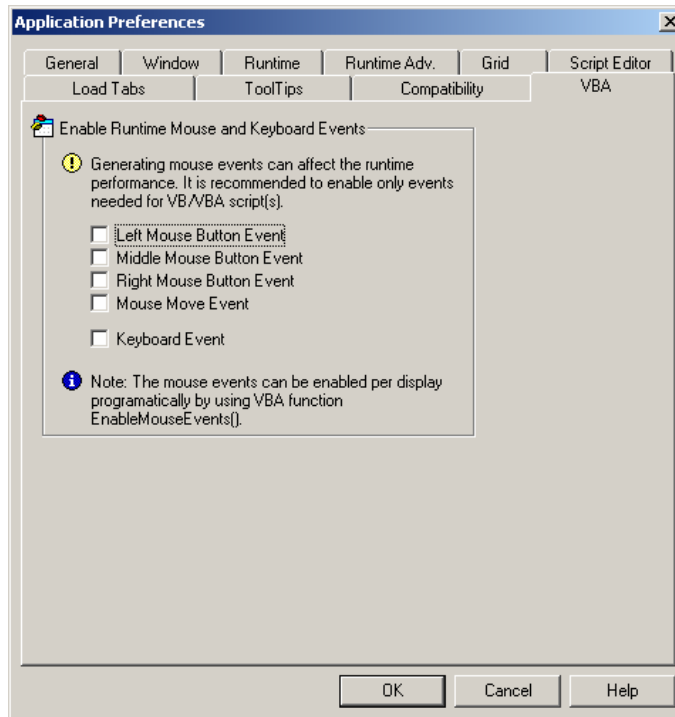 Application Preferences
General
Window
Runtime
Runtime Adv.
Grid
Script Editor
Load Tabs
ToolTips
Compatibility
VBA
Enable Runtime Mouse and Keyboard Events
Generating mouse events can affect the runtime
performance. It is recommended to enable only events
needed for VB/VBA script(s).
Left Mouse Button Event
Middle Mouse Button Event
Right Mouse Button Event
Mouse Move Event
Keyboard Event
Note: The mouse events can be enabled per display
programatically by using VBA function
EnableMouseEvents().
OK
Cancel
Help